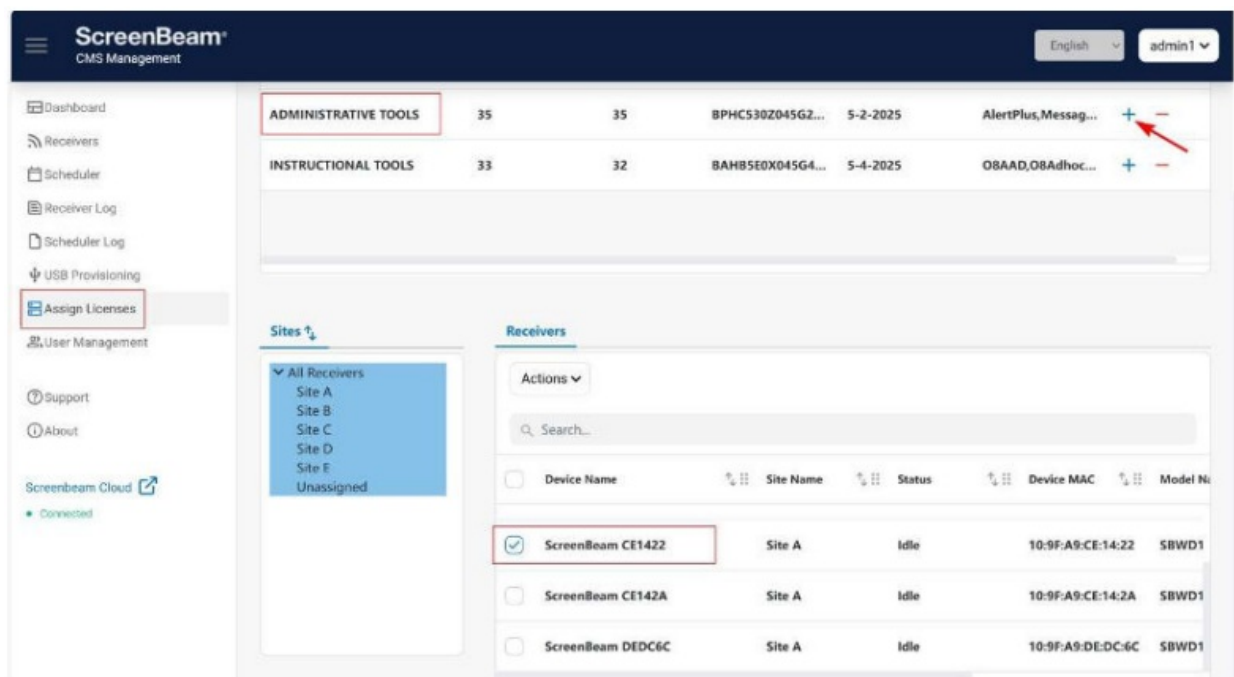 ScreenBeam
CMS Management
English
admin1
Dashboard
Receivers
Scheduler
Receiver Log
Scheduler Log
USB Provisioning
Assign Licenses
User Management
Support
About
Screenbeam Cloud
Connected
ADMINISTRATIVE TOOLS 35 35 BPHC530Z045G2... 5-2-2025 AlertPlus,Messag... + −
INSTRUCTIONAL TOOLS 33 32 BAHB5E0X045G4... 5-4-2025 O8AAD,O8Adhoc... + −
Sites
All Receivers
Site A
Site B
Site C
Site D
Site E
Unassigned
Receivers
Actions
Search...
Device Name Site Name Status Device MAC Model Na
ScreenBeam CE1422 Site A Idle 10:9F:A9:CE:14:22 SBWD1
ScreenBeam CE142A Site A Idle 10:9F:A9:CE:14:2A SBWD1
ScreenBeam DEDC6C Site A Idle 10:9F:A9:DE:DC:6C SBWD1